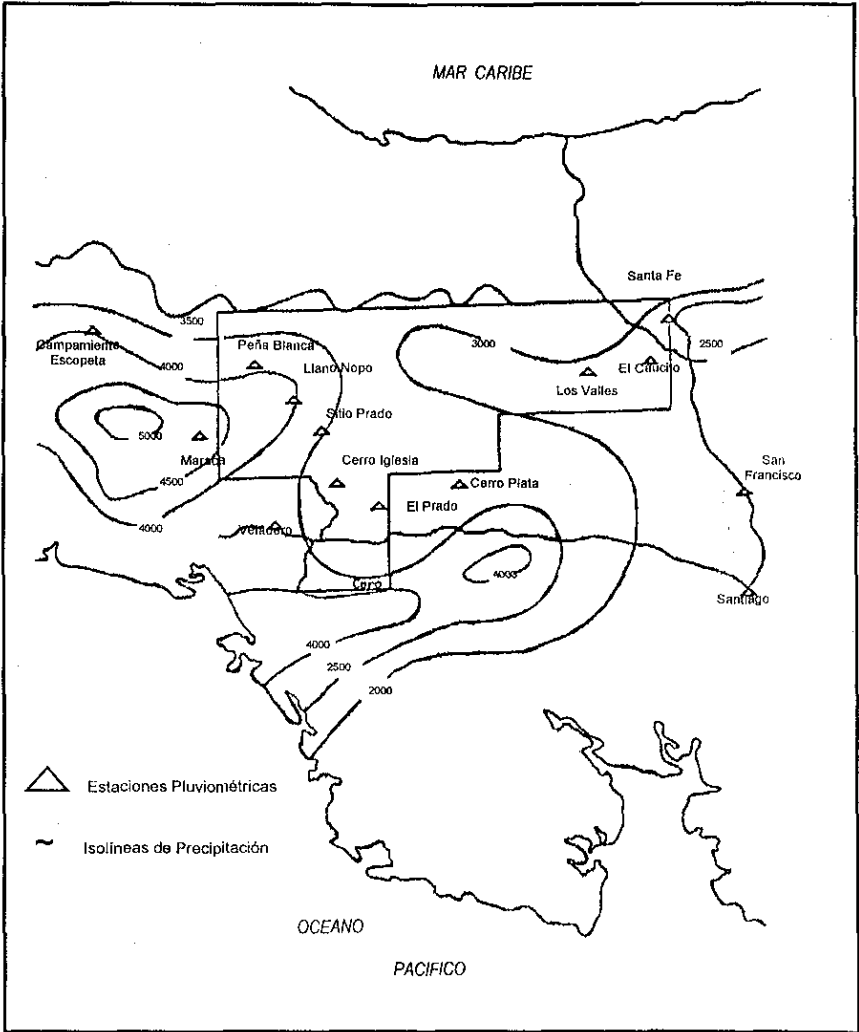 MAR CARIBE
Santa Fe
3500
Campamiento
Escopeta
Peña Blanca
3000
2500
4000
Llano Nopo
El Caucho
Los Valles
Sitio Prado
5000
Maraca
Cerro Iglesia
San
Francisco
4500
Cerro Plata
El Prado
4000
Veladero
4000
Santiago
4000
2500
2000
Estaciones Pluviométricas
Isolíneas de Precipitación
OCEANO
PACIFICO